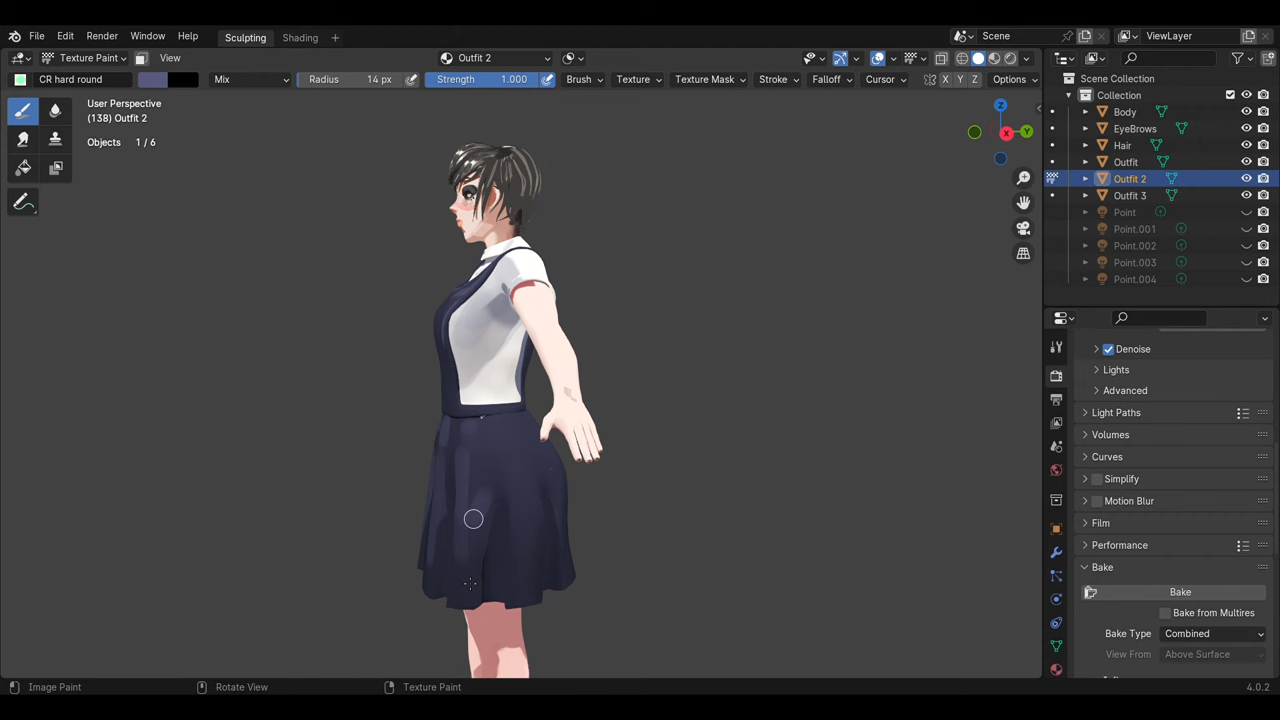 File Edit Render Window Help Sculpting Shading + Scene ViewLayer
Texture Paint View Outfit 2
CR hard round Mix Radius 14 px Strength 1.000 Brush Texture Texture Mask Stroke Falloff Cursor X Y Z Options
User Perspective
(138) Outfit 2
Objects 1 / 6
Z
Y
X
Scene Collection
Collection
Body
EyeBrows
Hair
Outfit
Outfit 2
Outfit 3
Point
Point.001
Point.002
Point.003
Point.004
Denoise
Lights
Advanced
Light Paths
Volumes
Curves
Simplify
Motion Blur
Film
Performance
Bake
Bake
Bake from Multires
Bake Type Combined
View From Above Surface
Image Paint Rotate View Texture Paint 4.0.2